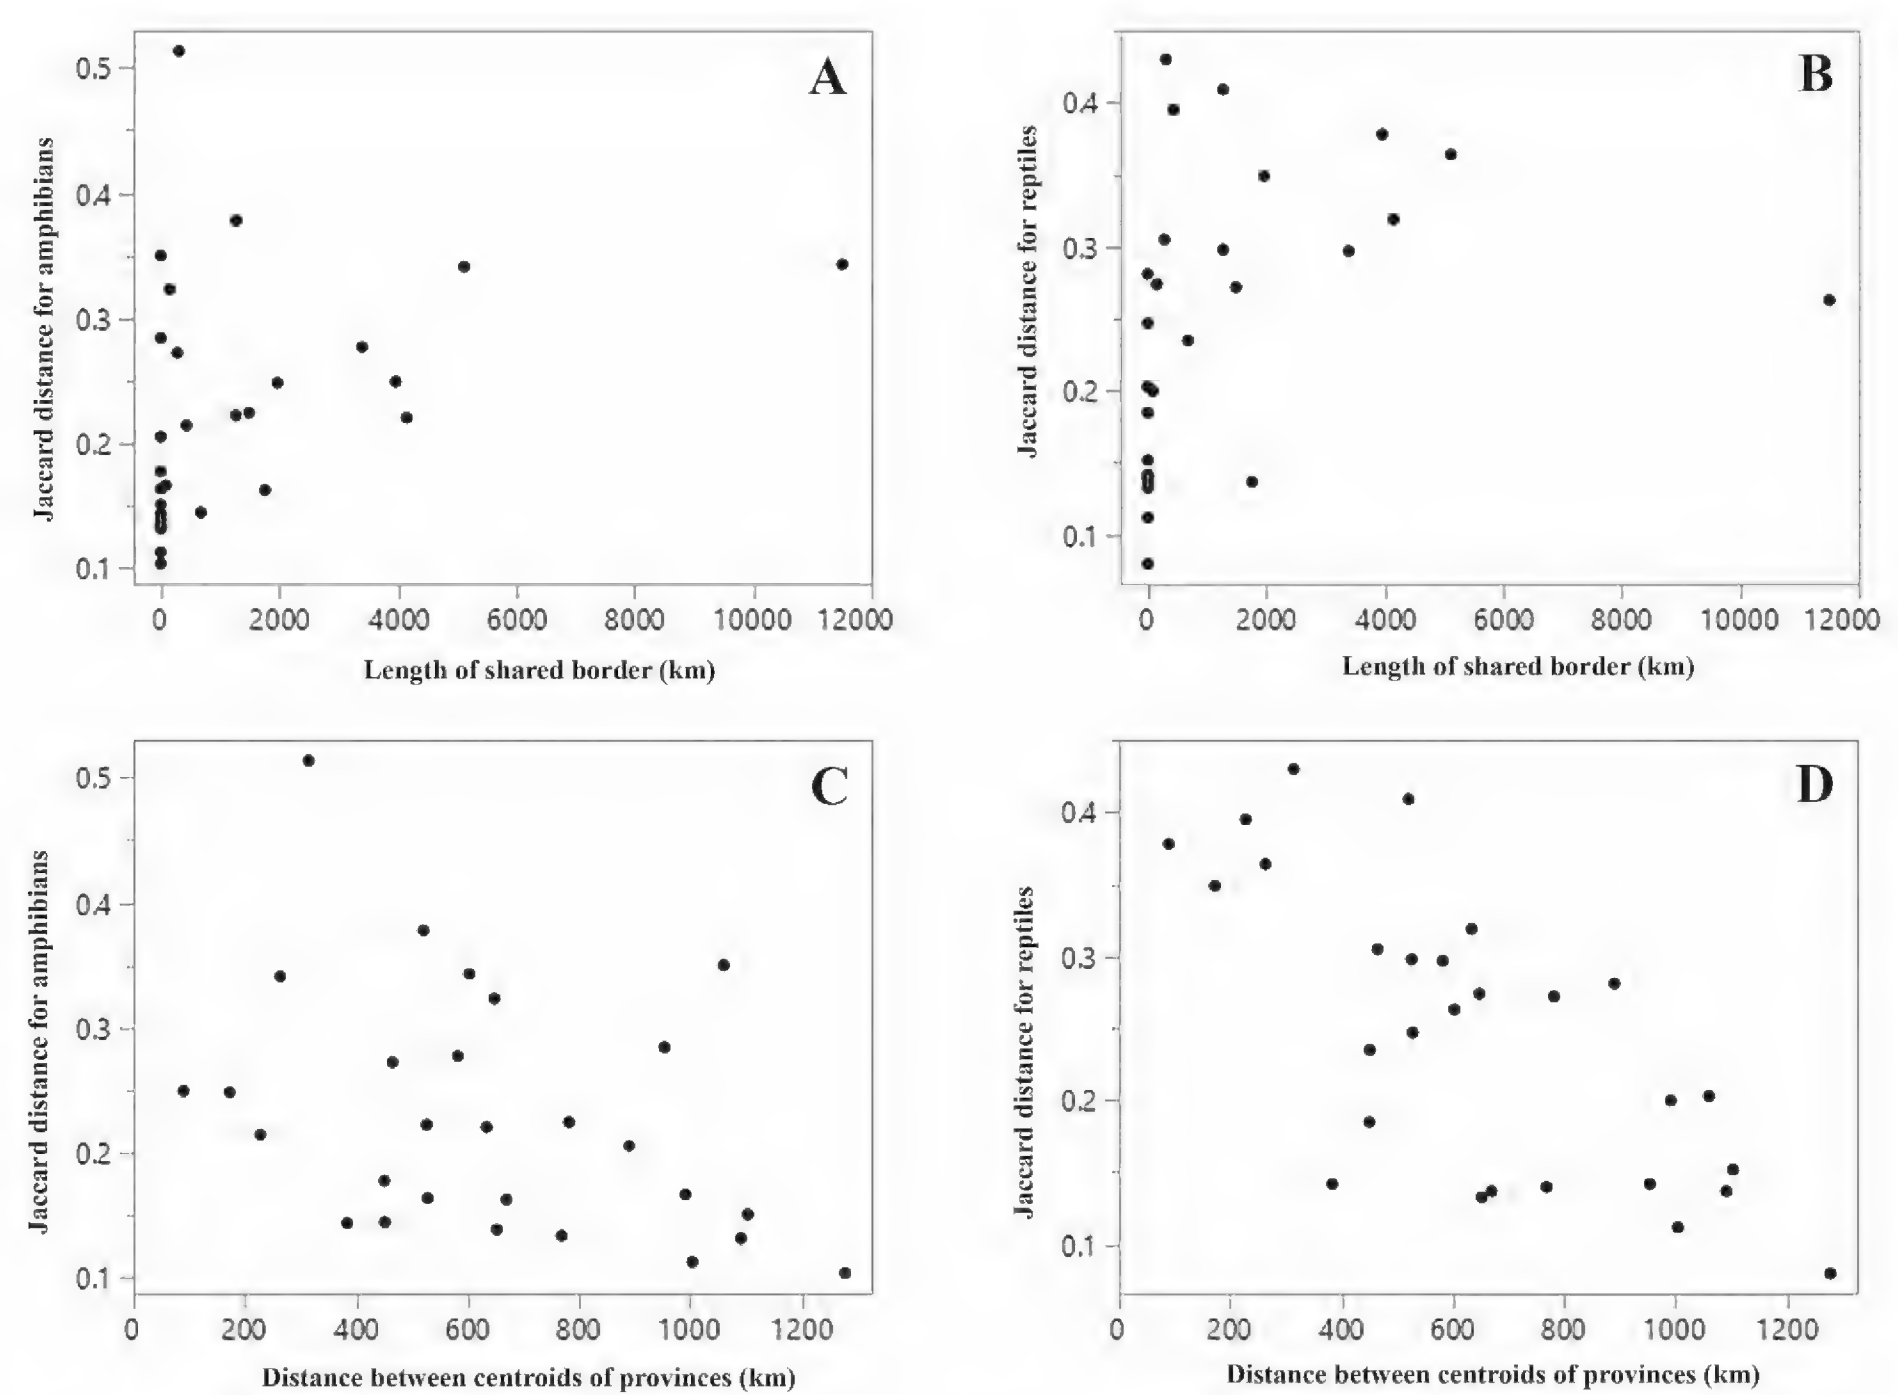 A
0.5
0.4
0.3
0.2
0.1
Jaccard distance for amphibians
0 2000 4000 6000 8000 10000 12000
Length of shared border (km)
B
0.4
0.3
0.2
0.1
Jaccard distance for reptiles
0 2000 4000 6000 8000 10000 12000
Length of shared border (km)
C
0.5
0.4
0.3
0.2
0.1
Jaccard distance for amphibians
0 200 400 600 800 1000 1200
Distance between centroids of provinces (km)
D
0.4
0.3
0.2
0.1
Jaccard distance for reptiles
0 200 400 600 800 1000 1200
Distance between centroids of provinces (km)